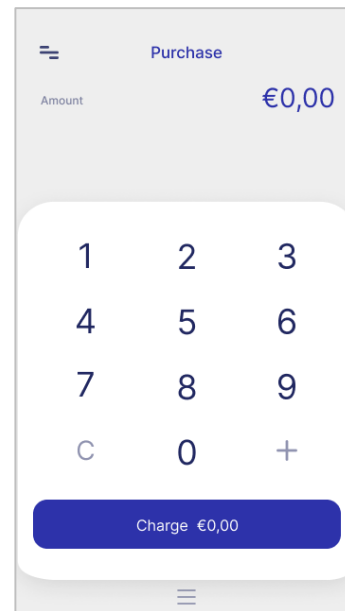 Purchase
Amount €0,00
1 2 3
4 5 6
7 8 9
C 0 +
Charge €0,00